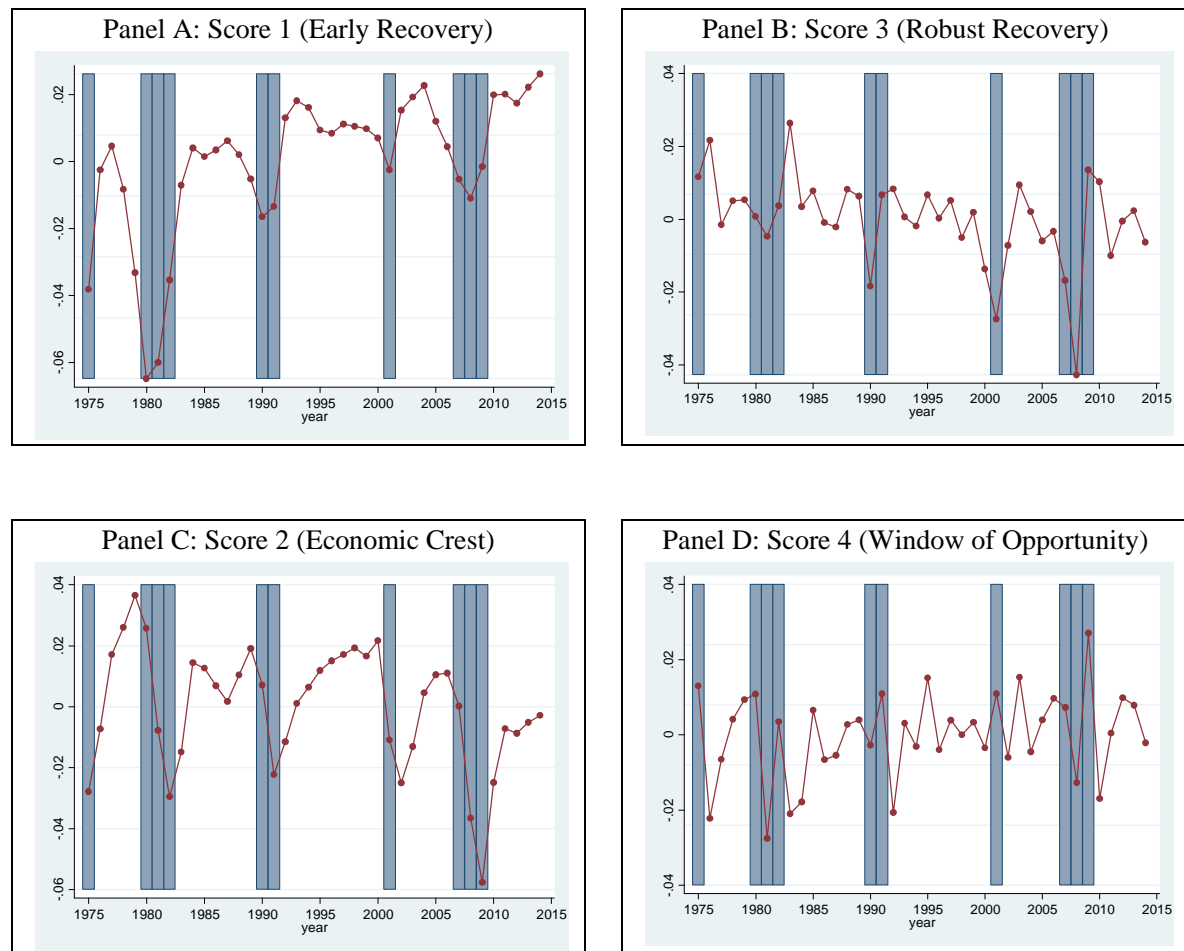 Panel A: Score 1 (Early Recovery)
.02
0
-.02
-.04
-.06
1975 1980 1985 1990 1995 2000 2005 2010 2015
year
Panel B: Score 3 (Robust Recovery)
.04
.02
0
-.02
-.04
1975 1980 1985 1990 1995 2000 2005 2010 2015
year
Panel C: Score 2 (Economic Crest)
.04
.02
0
-.02
-.04
-.06
1975 1980 1985 1990 1995 2000 2005 2010 2015
year
Panel D: Score 4 (Window of Opportunity)
.04
.02
0
-.02
-.04
1975 1980 1985 1990 1995 2000 2005 2010 2015
year